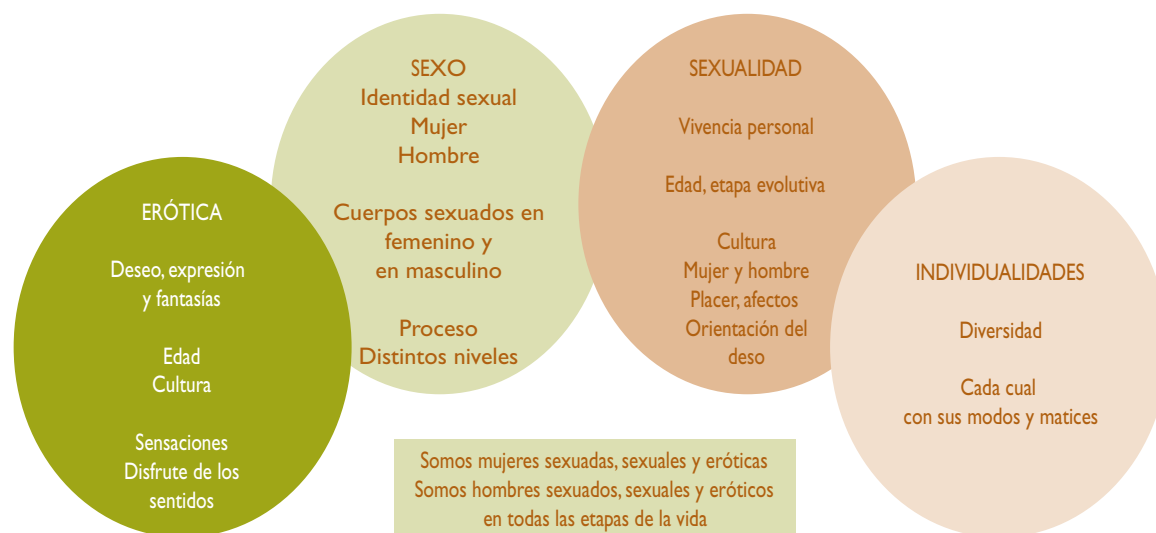 ERÓTICA
Deseo, expresión
y fantasías
Edad
Cultura
Sensaciones
Disfrute de los
sentidos
SEXO
Identidad sexual
Mujer
Hombre
Cuerpos sexuados en
femenino y
en masculino
Proceso
Distintos niveles
SEXUALIDAD
Vivencia personal
Edad, etapa evolutiva
Cultura
Mujer y hombre
Placer, afectos
Orientación del
deso
INDIVIDUALIDADES
Diversidad
Cada cual
con sus modos y matices
Somos mujeres sexuadas, sexuales y eróticas
Somos hombres sexuados, sexuales y eróticos
en todas las etapas de la vida